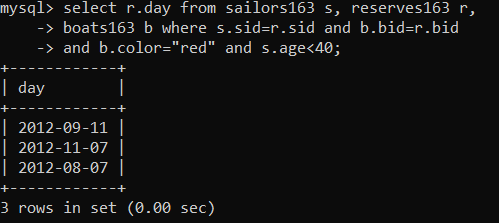 mysql> select r.day from sailors163 s, reserves163 r,
    -> boats163 b where s.sid=r.sid and b.bid=r.bid
    -> and b.color="red" and s.age<40;
+------------+
| day        |
+------------+
| 2012-09-11 |
| 2012-11-07 |
| 2012-08-07 |
+------------+
3 rows in set (0.00 sec)